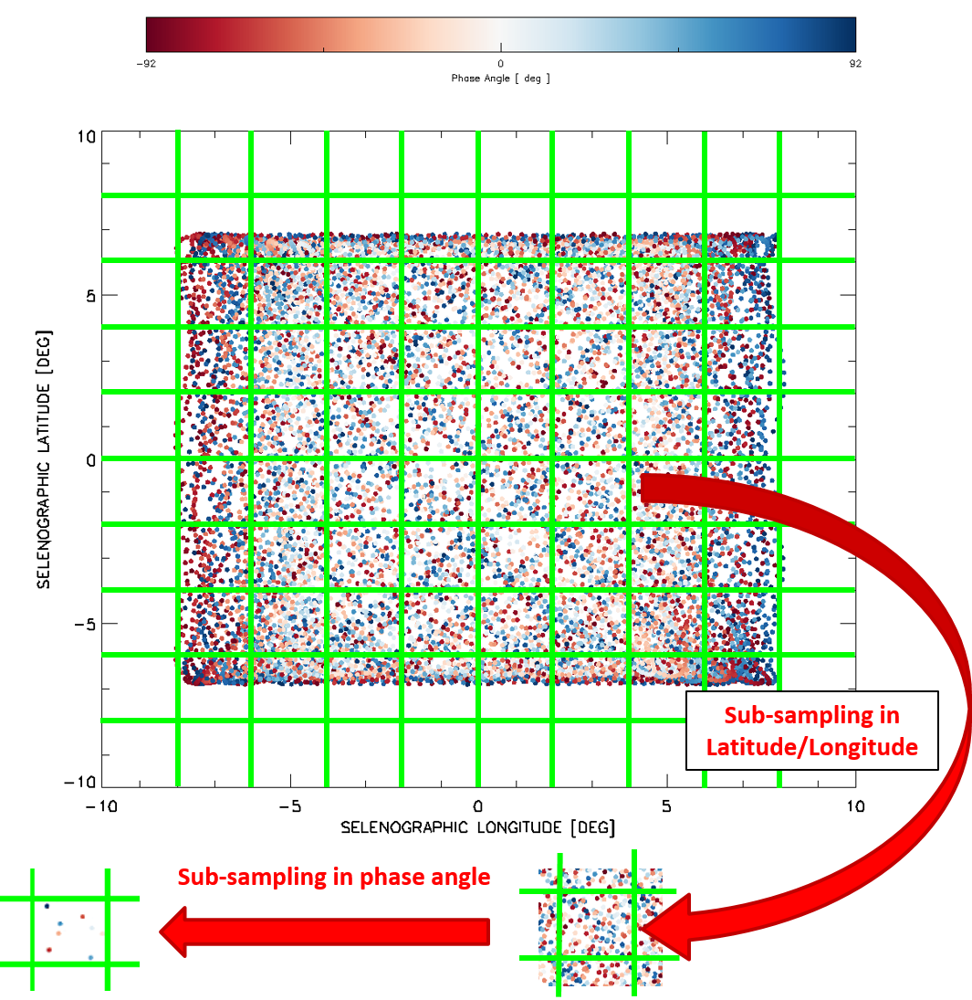 -92 0 92
Phase Angle [ deg ]
10
5
0
-5
-10
SELENOGRAPHIC LATITUDE [DEG]
-10 -5 0 5 10
SELENOGRAPHIC LONGITUDE [DEG]
Sub-sampling in
Latitude/Longitude
Sub-sampling in phase angle